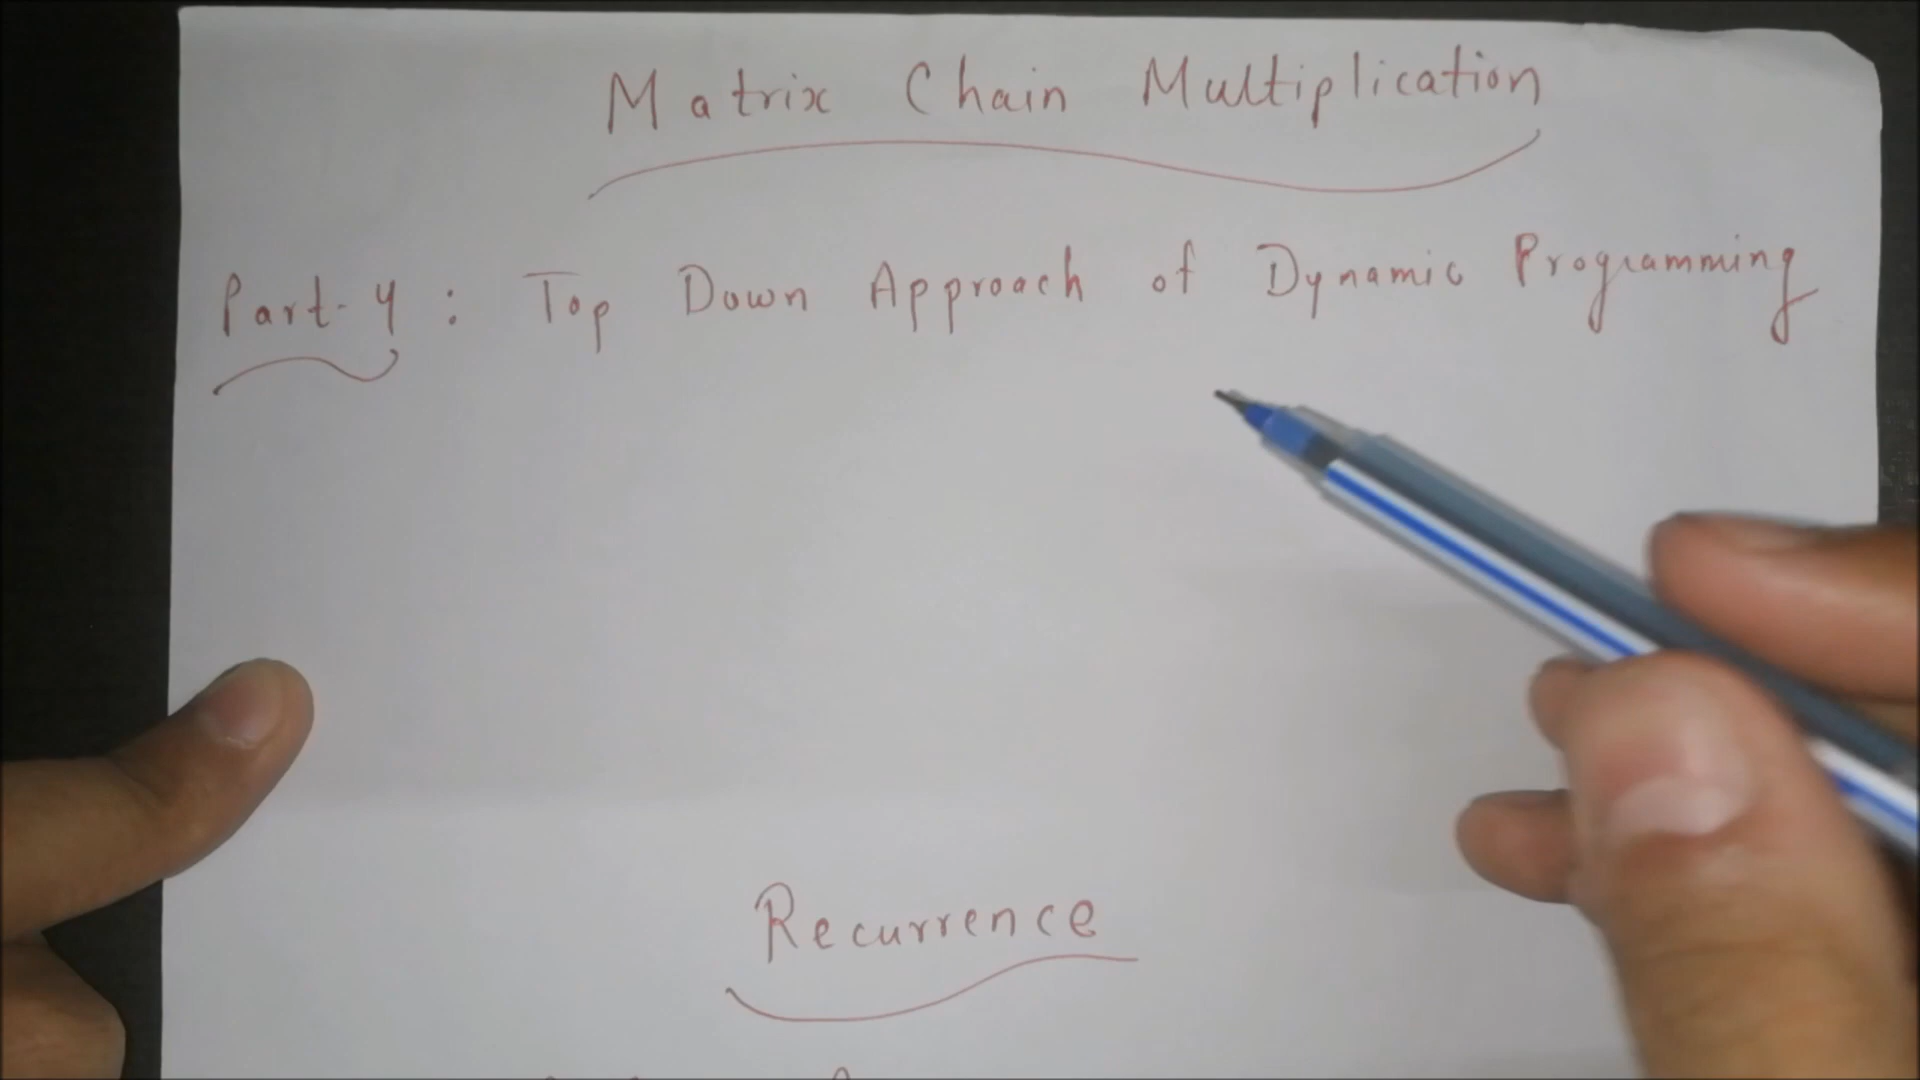 Matrix Chain Multiplication
Part-4 : Top Down Approach of Dynamic Programming
Recurrence